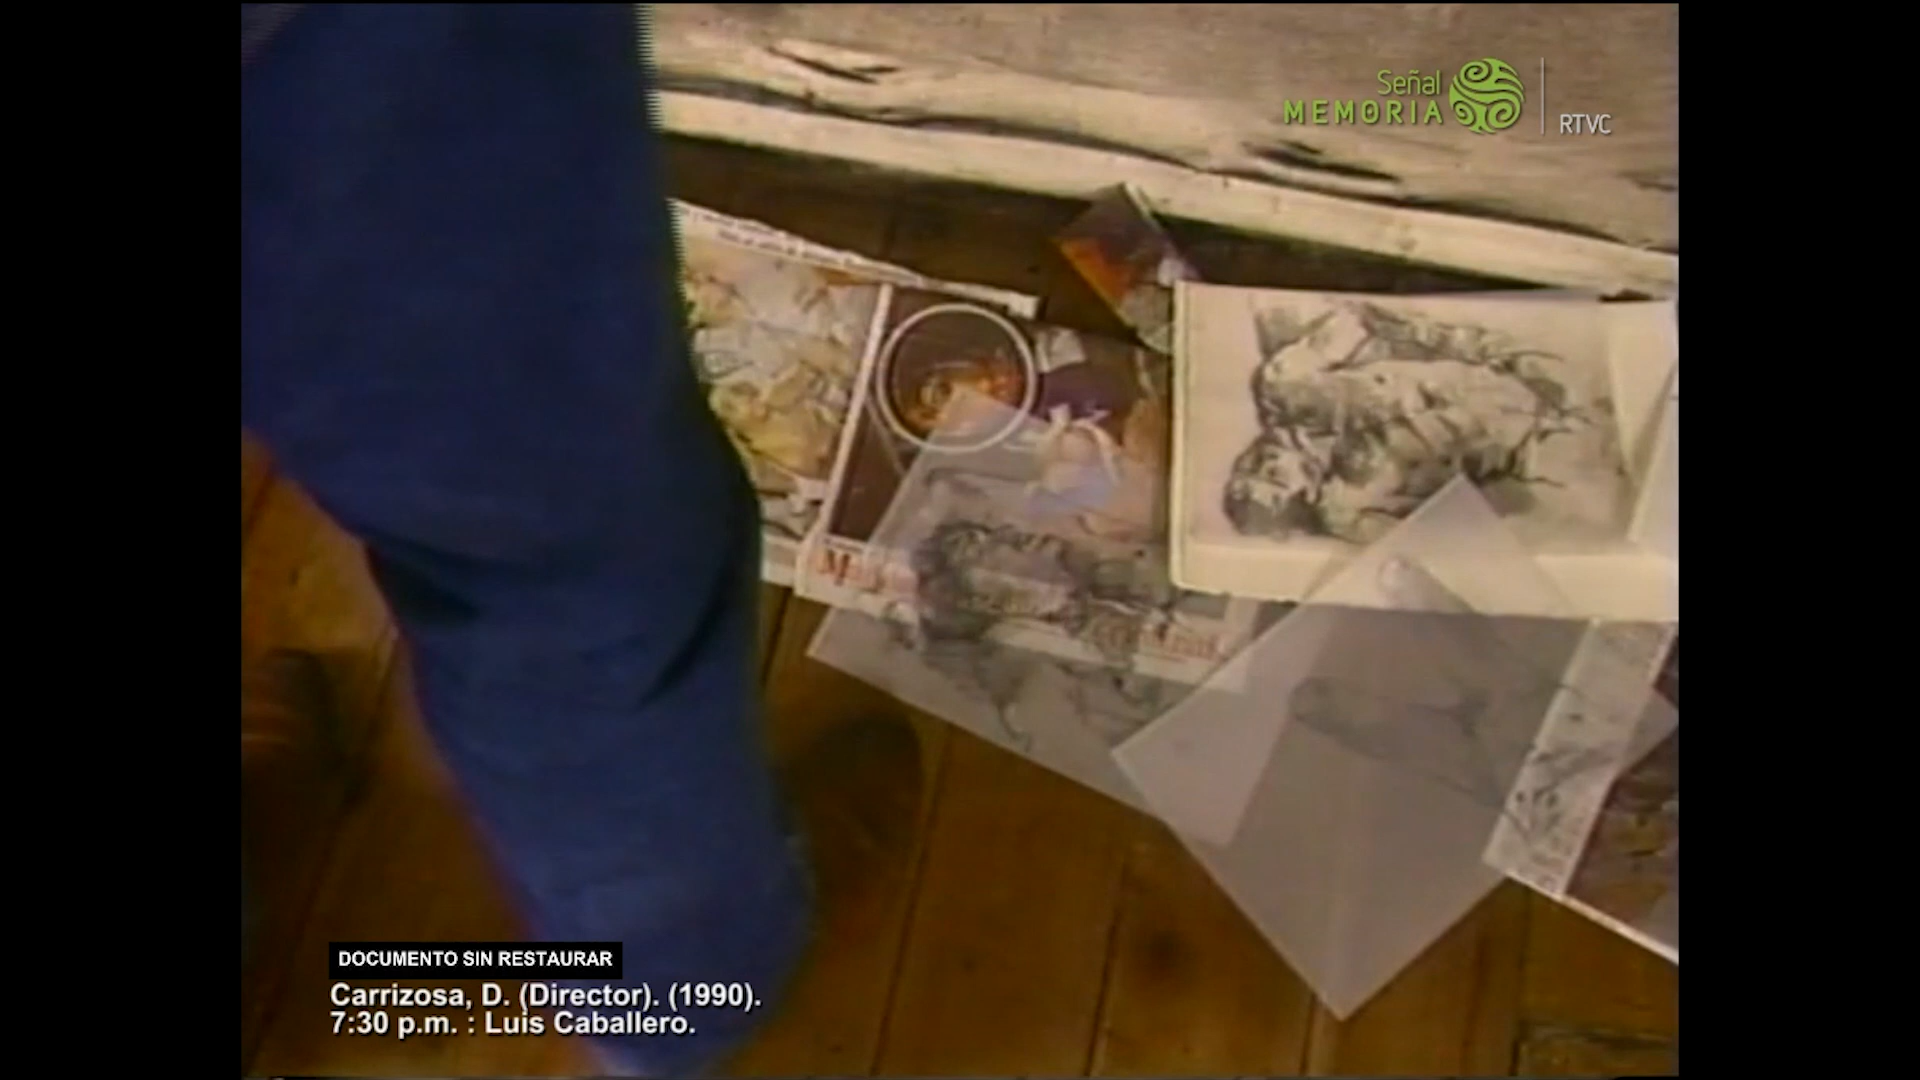 Señal
MEMORIA
RTVC
DOCUMENTO SIN RESTAURAR
Carrizosa, D. (Director). (1990).
7:30 p.m. : Luis Caballero.